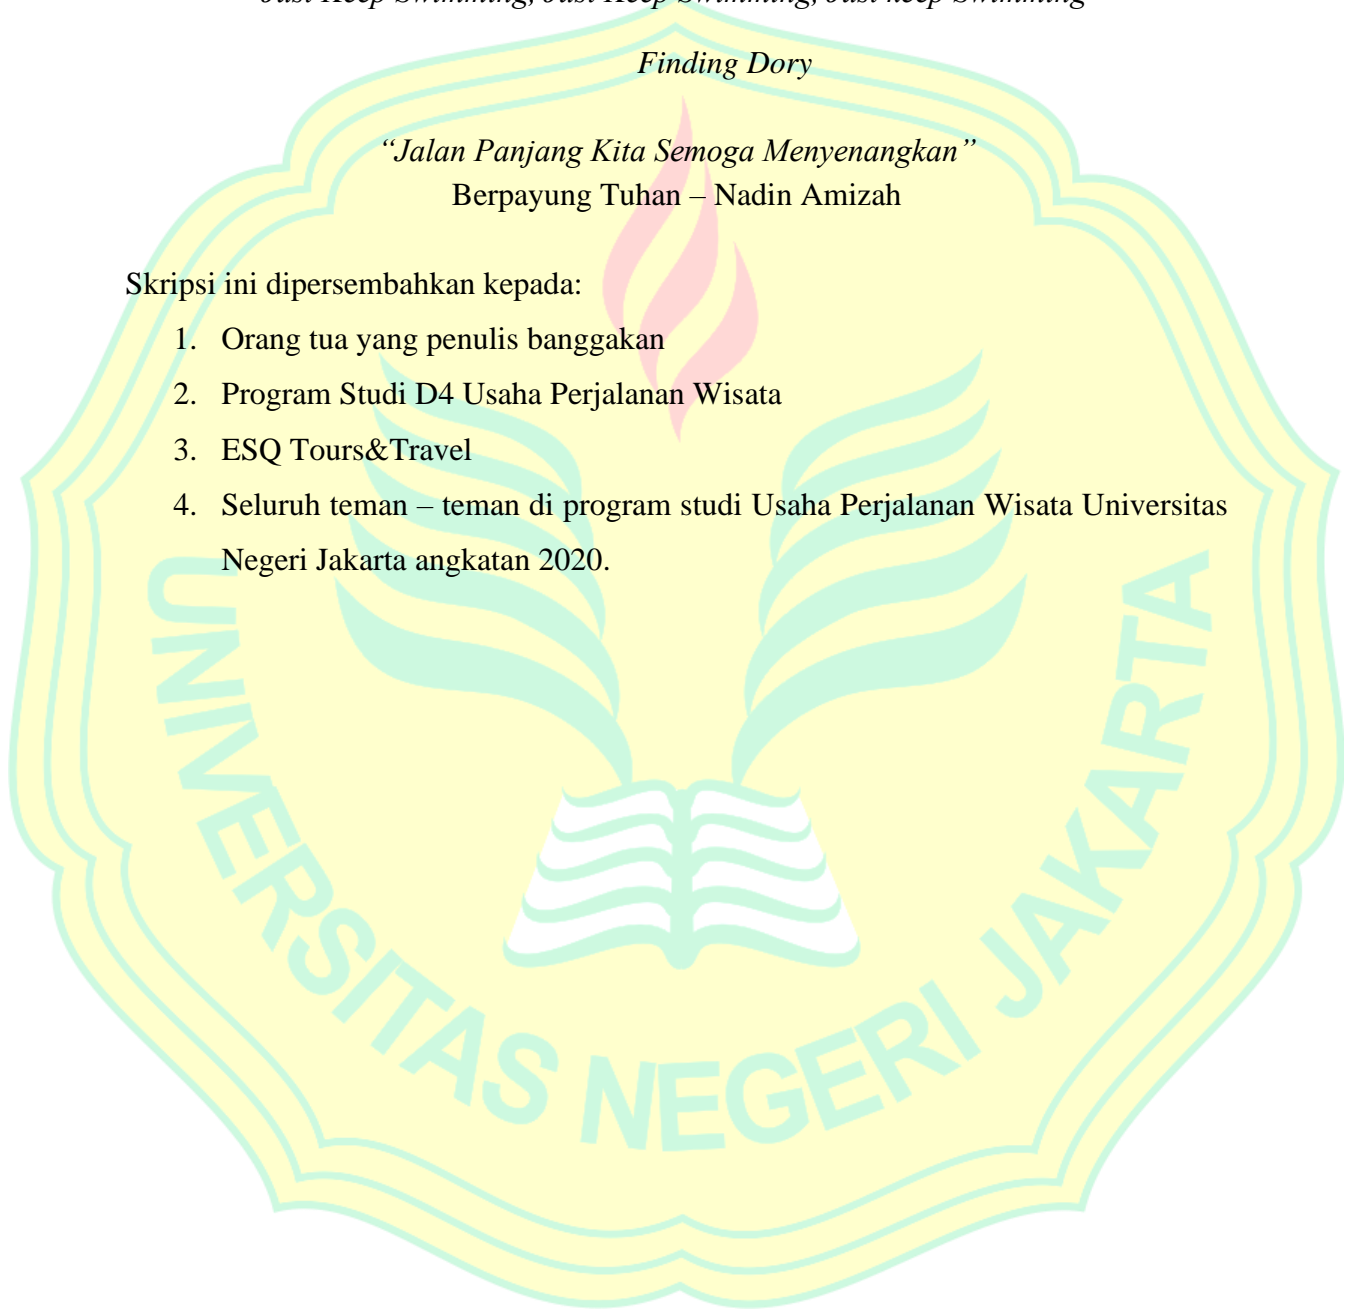 Just Keep Swimming, Just Keep Swimming, Just keep Swimming
Finding Dory
“Jalan Panjang Kita Semoga Menyenangkan”
Berpayung Tuhan – Nadin Amizah
Skripsi ini dipersembahkan kepada:
1. Orang tua yang penulis banggakan
2. Program Studi D4 Usaha Perjalanan Wisata
3. ESQ Tours&Travel
4. Seluruh teman – teman di program studi Usaha Perjalanan Wisata Universitas
Negeri Jakarta angkatan 2020.
UNIVERSITAS NEGERI JAKARTA